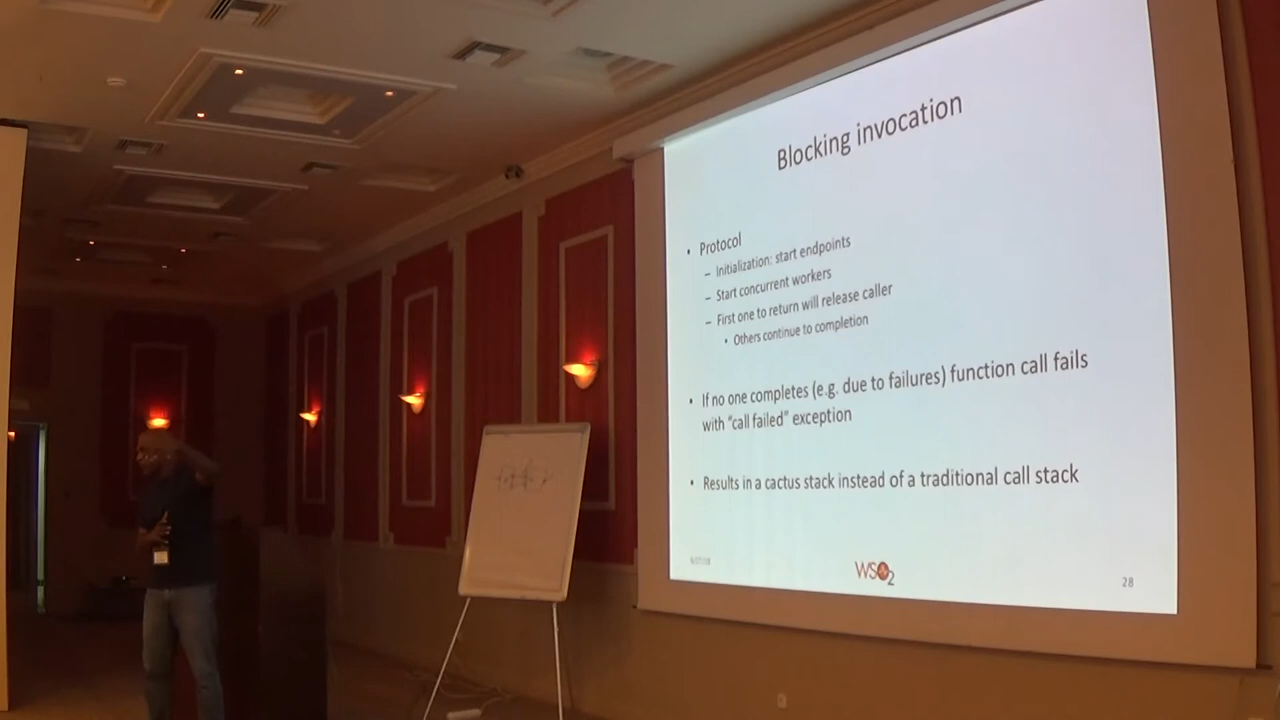 Blocking invocation
• Protocol
– Initialization: start endpoints
– Start concurrent workers
– First one to return will release caller
• Others continue to completion
• If no one completes (e.g. due to failures) function call fails
with “call failed” exception
• Results in a cactus stack instead of a traditional call stack
WSO2
28